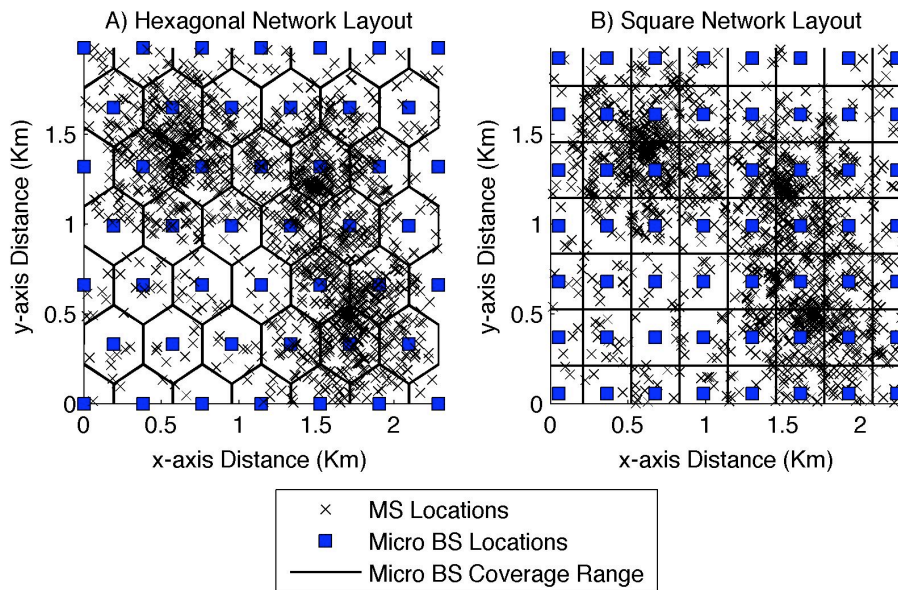 A) Hexagonal Network Layout
y-axis Distance (Km)
1.5
1
0.5
0
0 0.5 1 1.5 2
x-axis Distance (Km)
B) Square Network Layout
y-axis Distance (Km)
1.5
1
0.5
0
0 0.5 1 1.5 2
x-axis Distance (Km)
MS Locations
Micro BS Locations
Micro BS Coverage Range